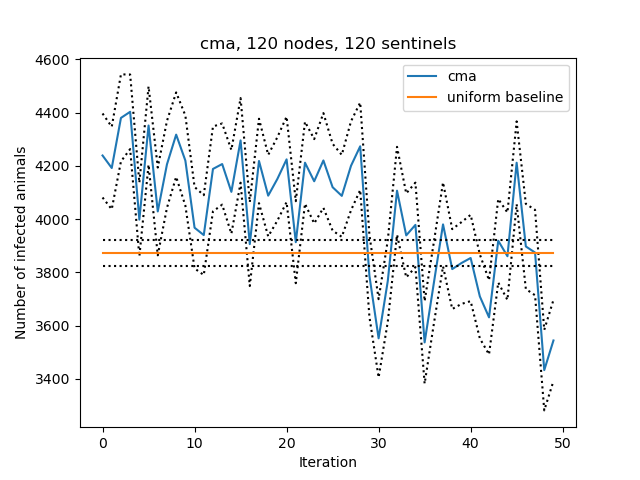 cma, 120 nodes, 120 sentinels
cma
uniform baseline
Number of infected animals
4600
4400
4200
4000
3800
3600
3400
0 10 20 30 40 50
Iteration